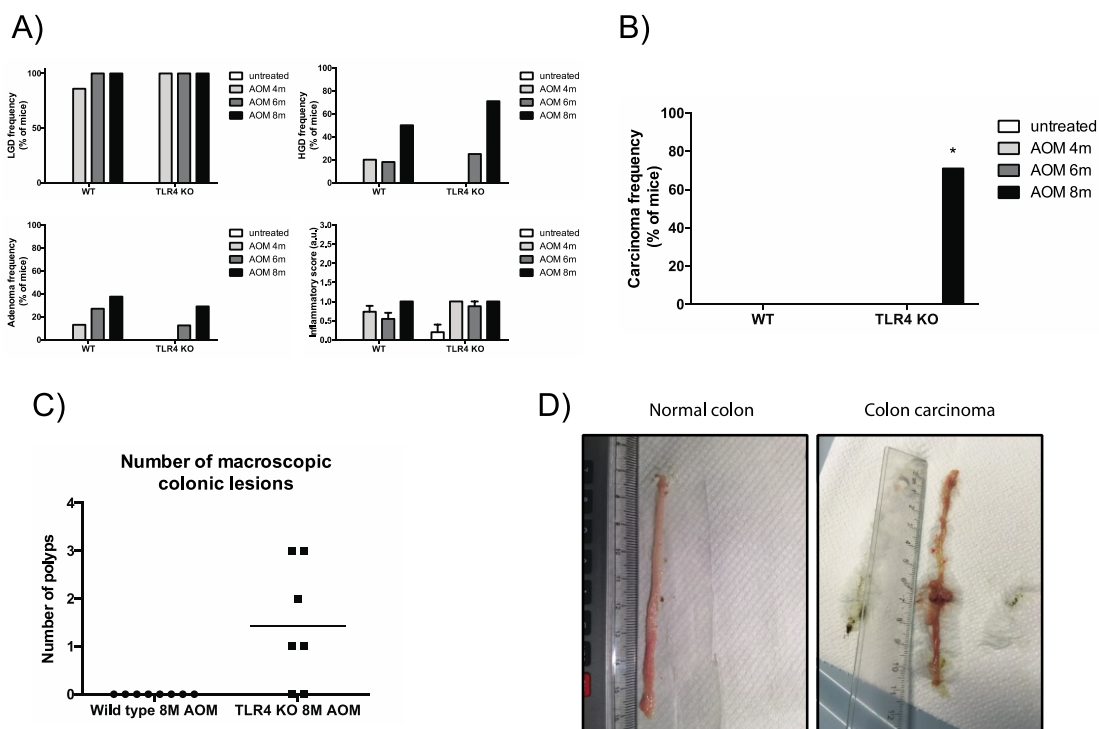 A)
LGD frequency
(% of mice)
100
50
0
WT
TLR4 KO
untreated
AOM 4m
AOM 6m
AOM 8m
HGD frequency
(% of mice)
100
80
60
40
20
0
WT
TLR4 KO
untreated
AOM 4m
AOM 6m
AOM 8m
Adenoma frequency
(% of mice)
100
80
60
40
20
0
WT
TLR4 KO
untreated
AOM 4m
AOM 6m
AOM 8m
Inflammatory score (a.u.)
3.0
2.5
2.0
1.5
1.0
0.5
0.0
WT
TLR4 KO
untreated
AOM 4m
AOM 6m
AOM 8m
B)
Carcinoma frequency
(% of mice)
100
80
60
40
20
0
*
WT
TLR4 KO
untreated
AOM 4m
AOM 6m
AOM 8m
C)
Number of macroscopic
colonic lesions
Number of polyps
4
3
2
1
0
Wild type 8M AOM
TLR4 KO 8M AOM
D)
Normal colon
Colon carcinoma